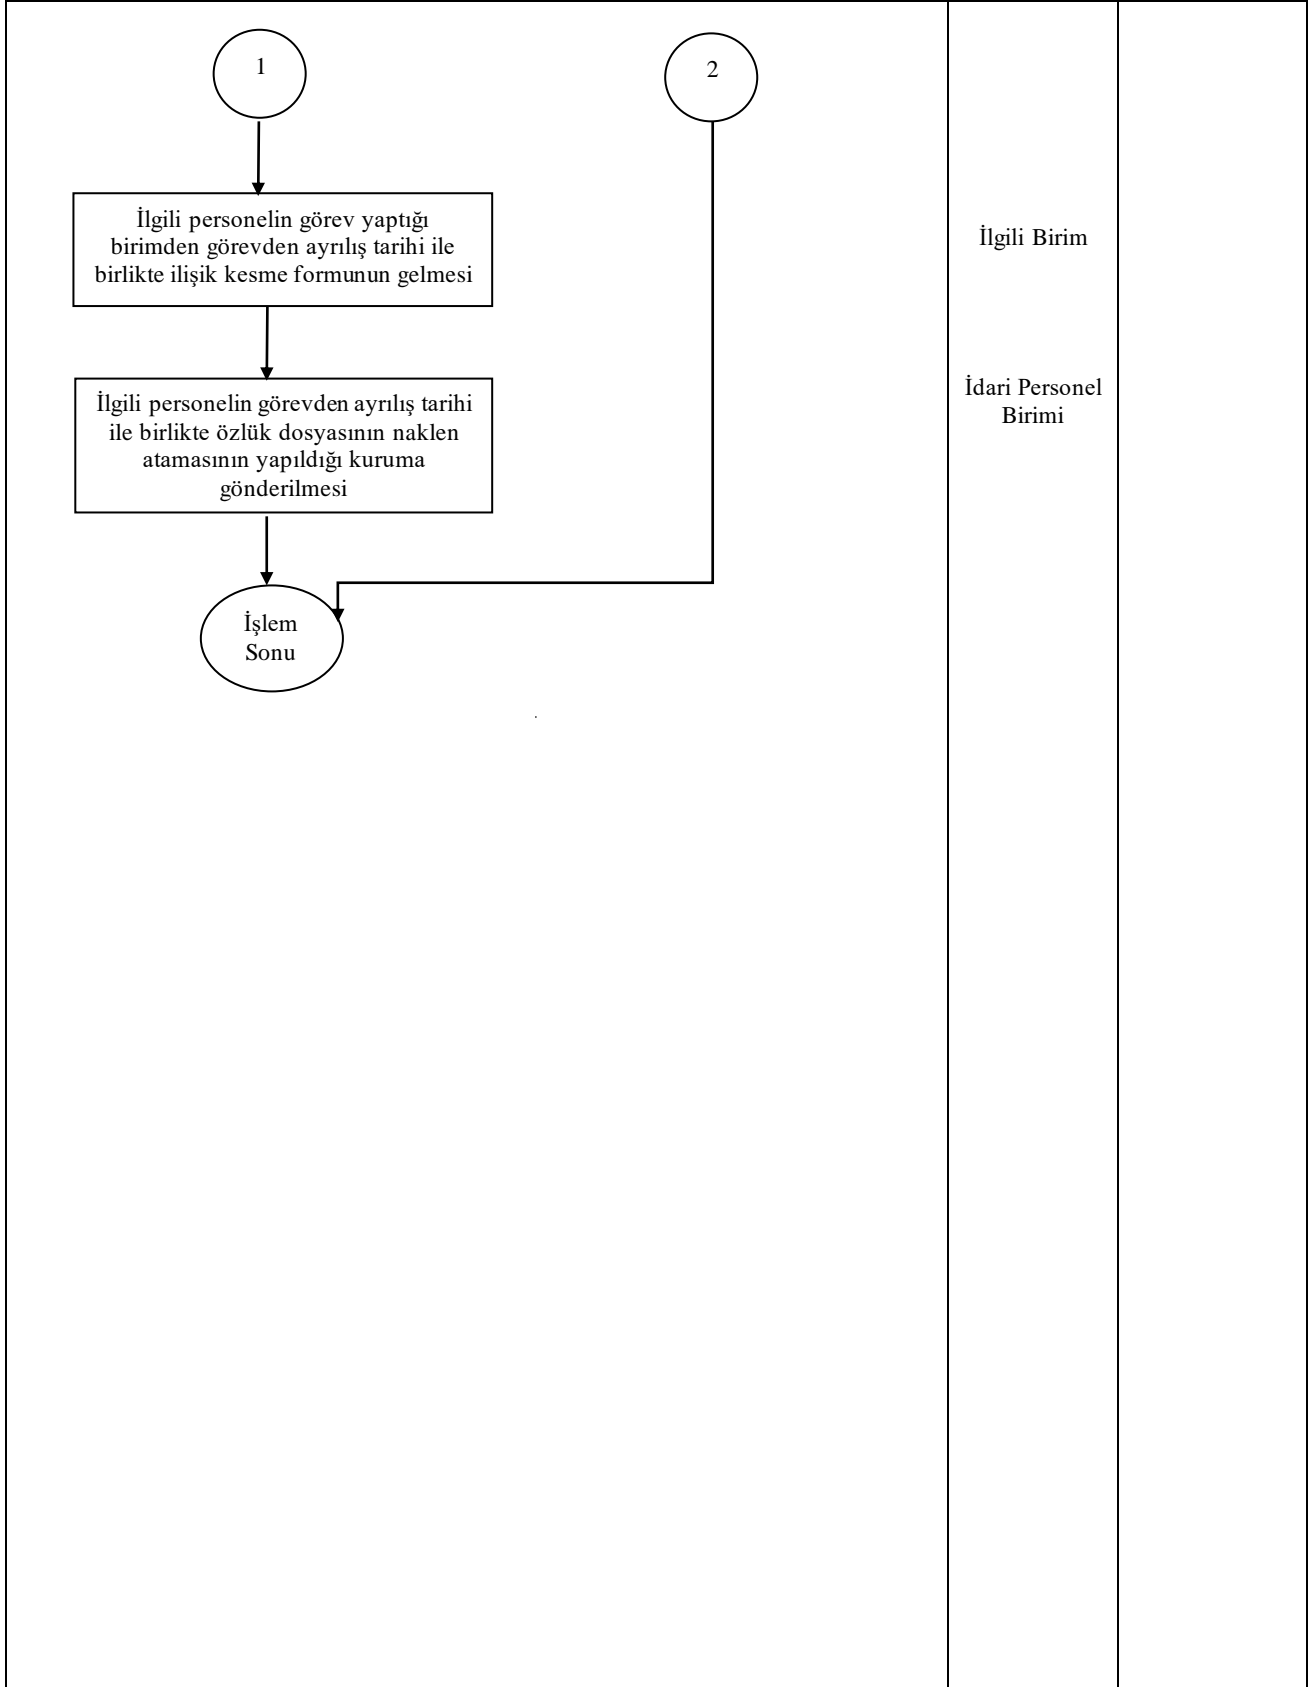 1
2
İlgili personelin görev yaptığı
birimden görevden ayrılış tarihi ile
birlikte ilişik kesme formunun gelmesi
İlgili Birim
İlgili personelin görevden ayrılış tarihi
ile birlikte özlük dosyasının naklen
atamasının yapıldığı kuruma
gönderilmesi
İdari Personel
Birimi
İşlem
Sonu